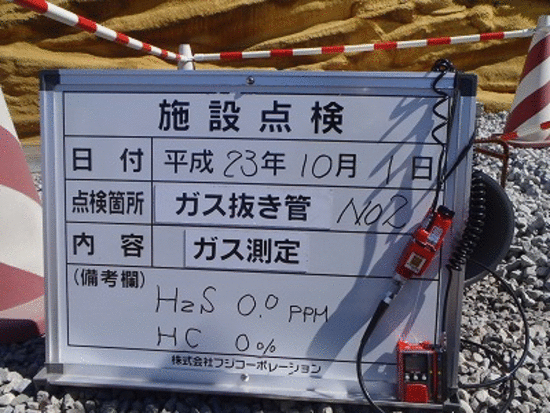 施設点検
日付 平成23年10月1日
点検箇所 ガス抜き管 No2
内容 ガス測定
(備考欄)
H2S 0.0 PPM
HC 0%
株式会社フジコーポレーション